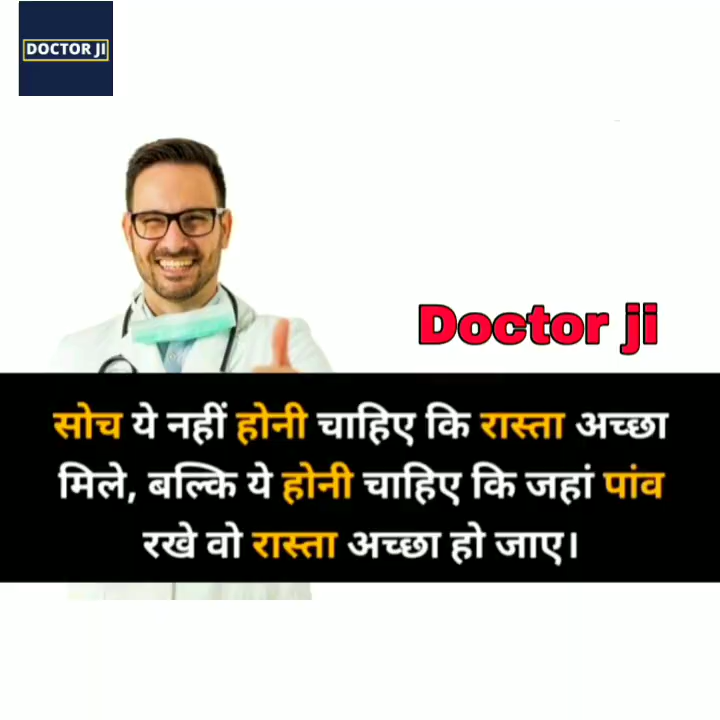 DOCTOR JI
Doctor ji
सोच ये नहीं होनी चाहिए कि रास्ता अच्छा
मिले, बल्कि ये होनी चाहिए कि जहां पांव
रखे वो रास्ता अच्छा हो जाए।